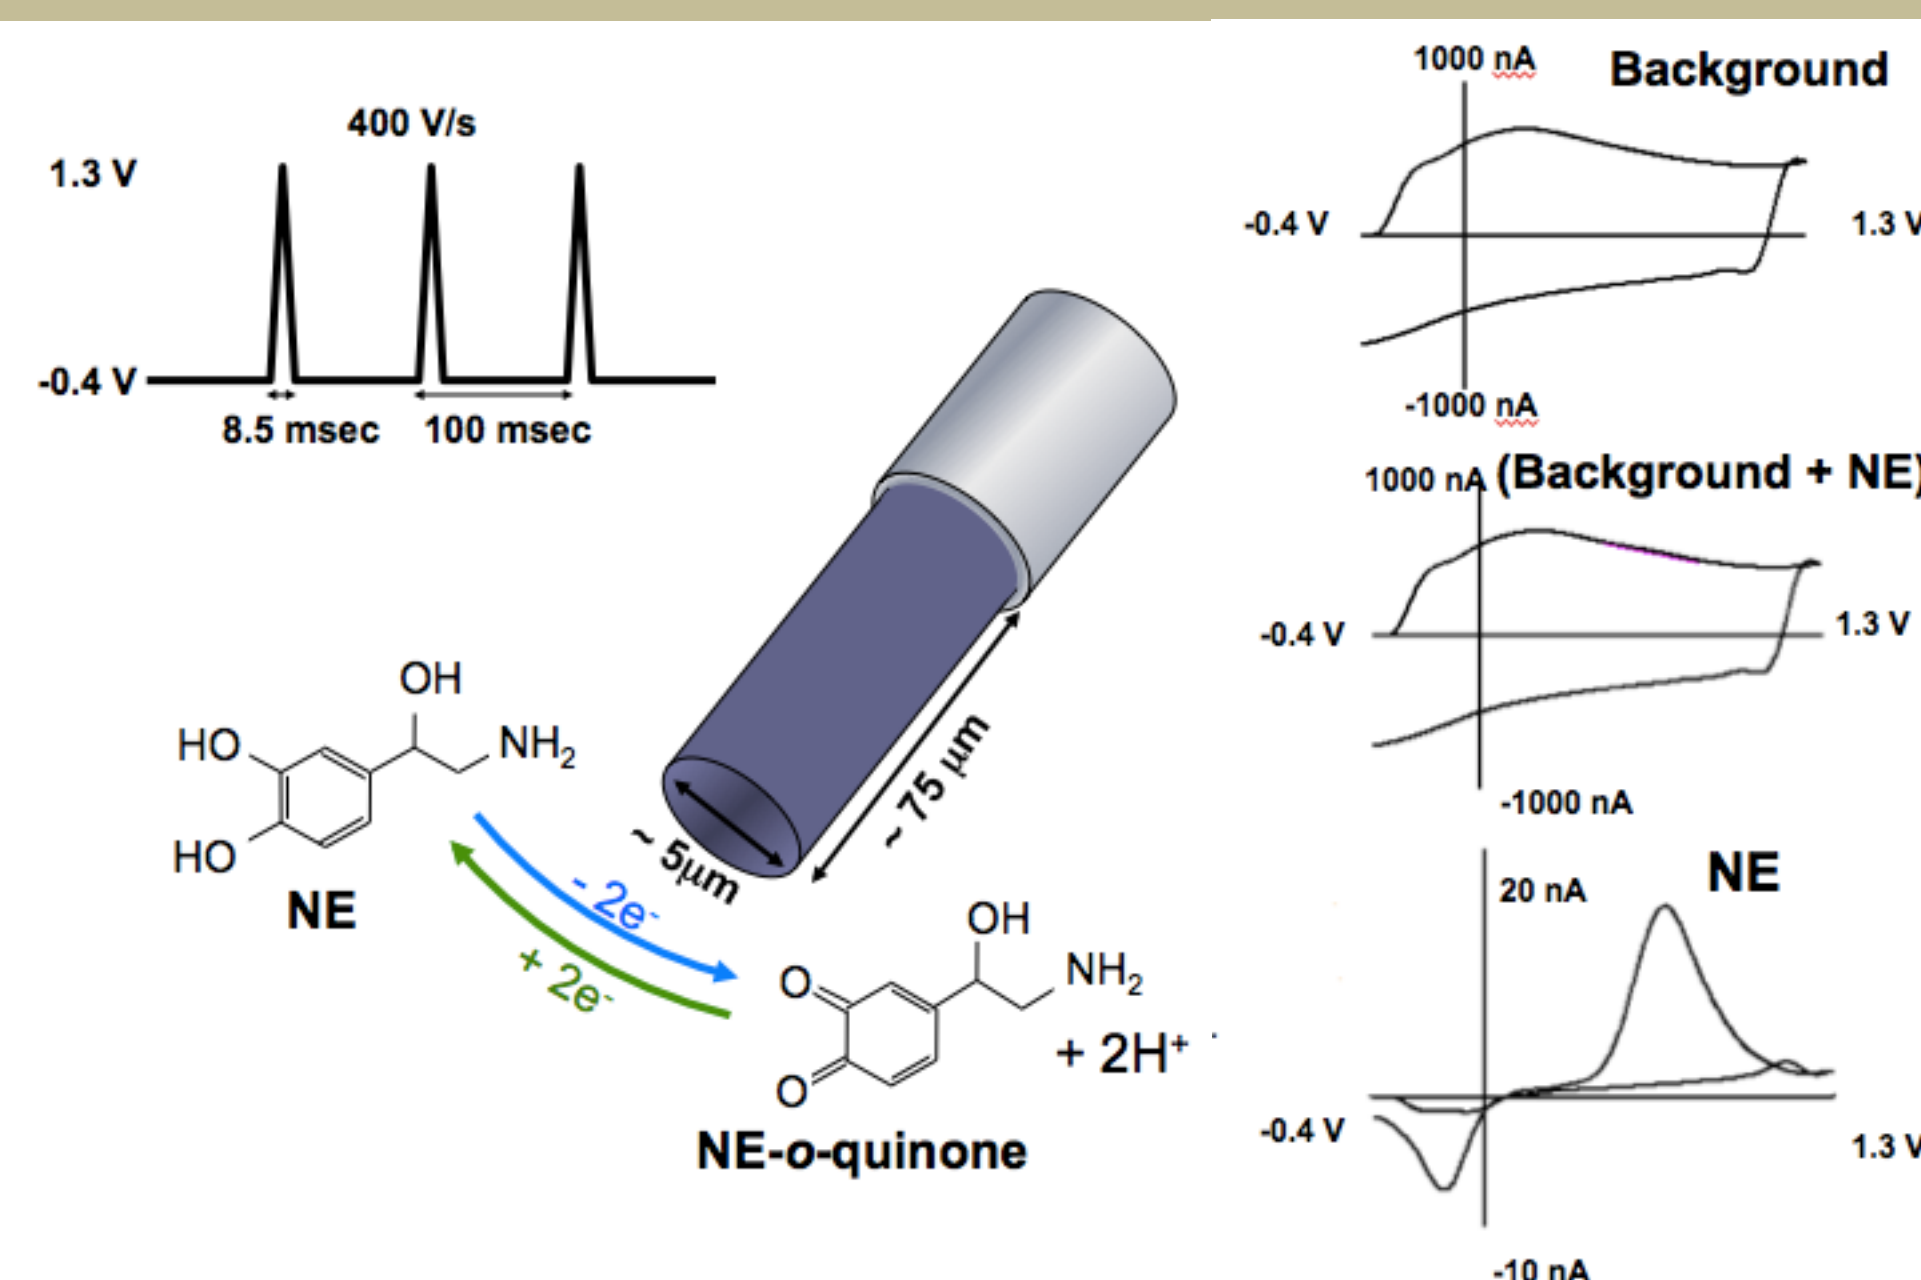 400 V/s
1.3 V
-0.4 V
8.5 msec
100 msec
~ 75 μm
~ 5μm
OH
HO
NH₂
HO
NE
- 2e⁻
+ 2e⁻
OH
O
NH₂
O
+ 2H⁺
NE-o-quinone
1000 nA
Background
-0.4 V
1.3 V
-1000 nA
1000 nA
(Background + NE)
-0.4 V
1.3 V
-1000 nA
NE
20 nA
-0.4 V
1.3 V
-10 nA